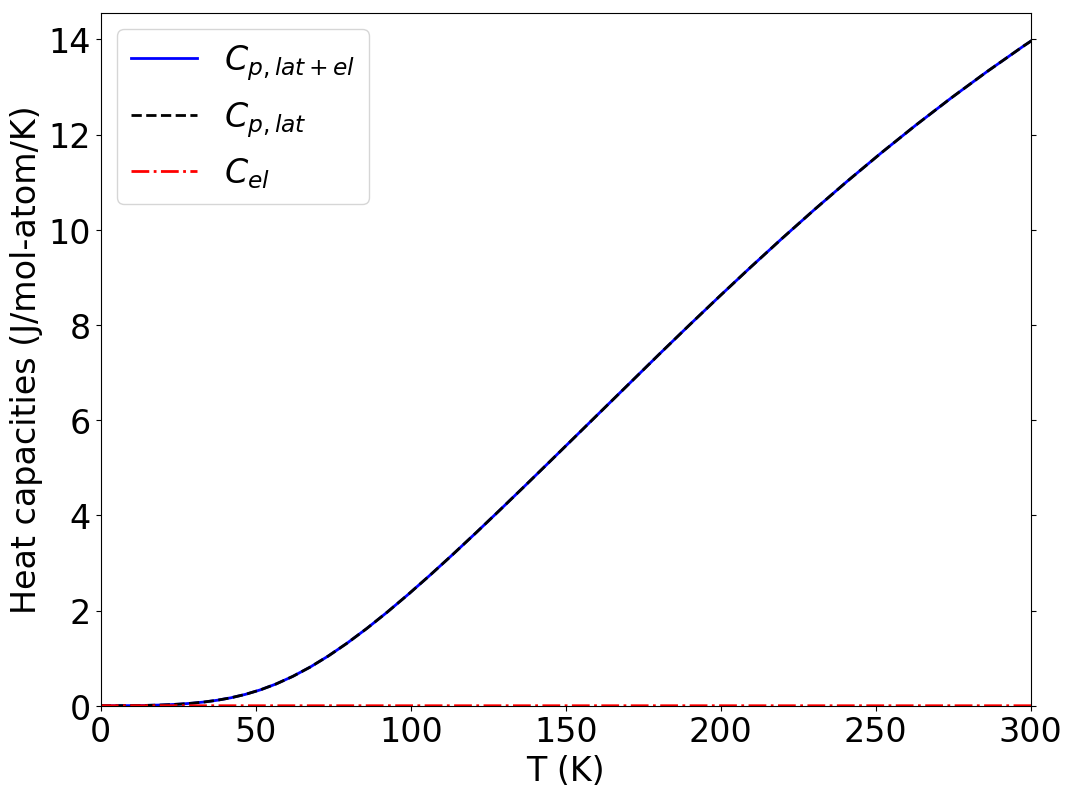 14
12
10
8
6
4
2
0
Heat capacities (J/mol-atom/K)
C_{p, lat+el}
C_{p, lat}
C_{el}
0 50 100 150 200 250 300
T (K)